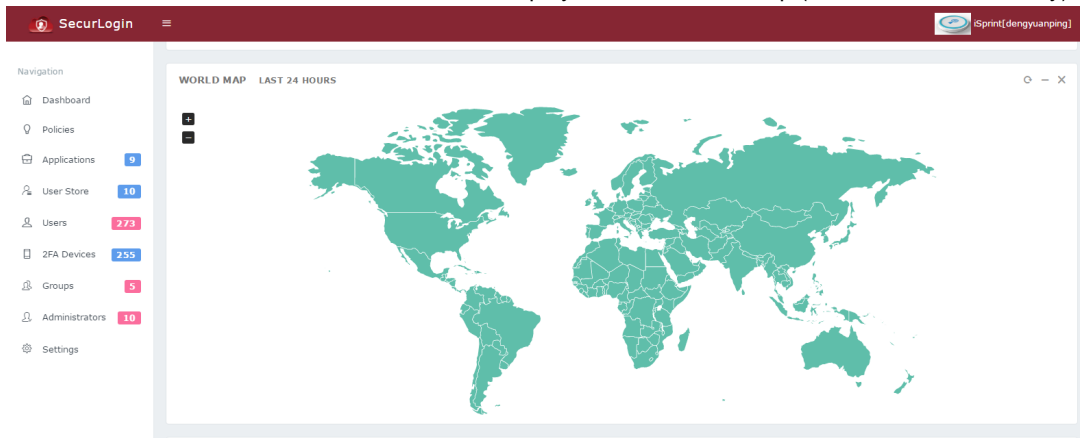 SecurLogin
iSprint[dengyuanping]
Navigation
Dashboard
Policies
Applications 9
User Store 10
Users 273
2FA Devices 255
Groups 5
Administrators 10
Settings
WORLD MAP LAST 24 HOURS
+
−